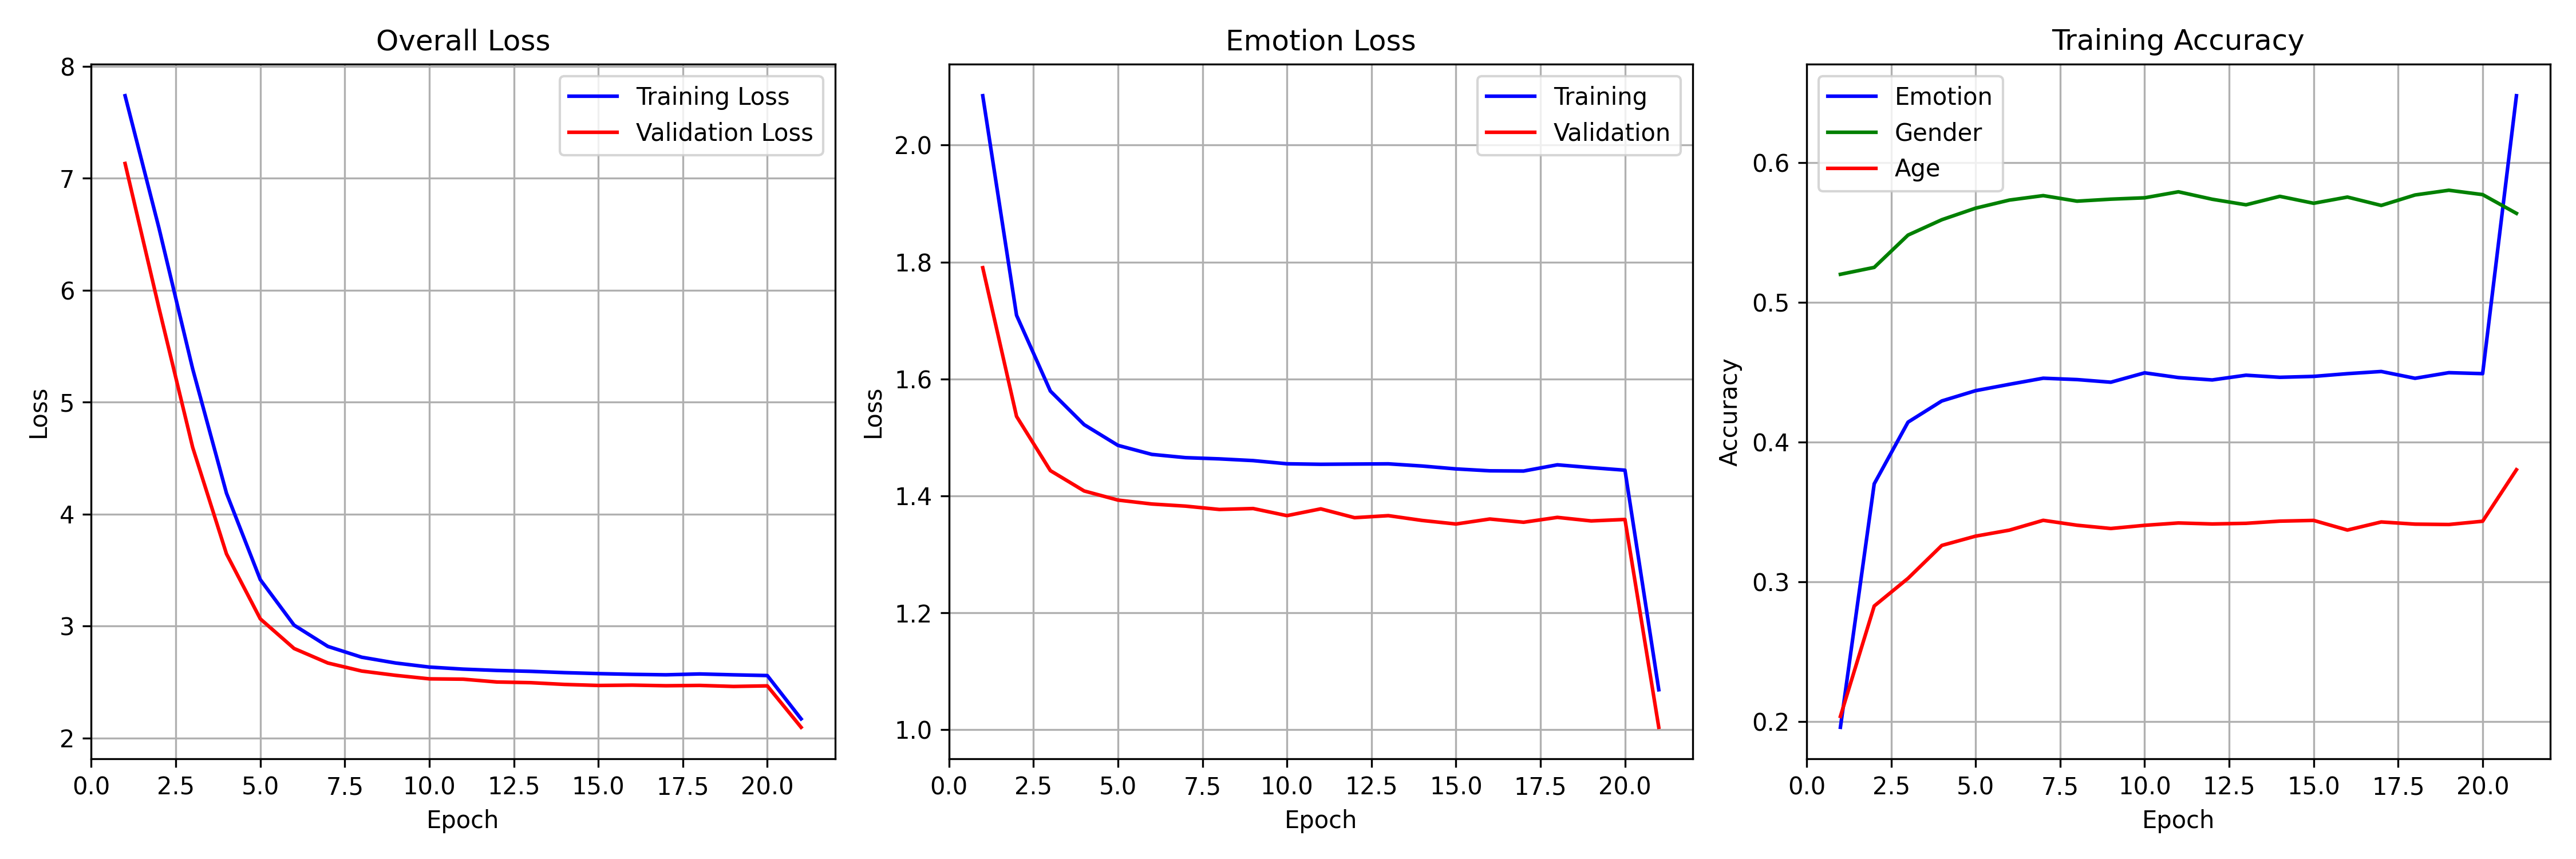 Overall Loss
Training Loss
Validation Loss
8
7
6
5
4
3
2
Loss
0.0 2.5 5.0 7.5 10.0 12.5 15.0 17.5 20.0
Epoch
Emotion Loss
Training
Validation
2.0
1.8
1.6
1.4
1.2
1.0
Loss
0.0 2.5 5.0 7.5 10.0 12.5 15.0 17.5 20.0
Epoch
Training Accuracy
Emotion
Gender
Age
0.6
0.5
0.4
0.3
0.2
Accuracy
0.0 2.5 5.0 7.5 10.0 12.5 15.0 17.5 20.0
Epoch